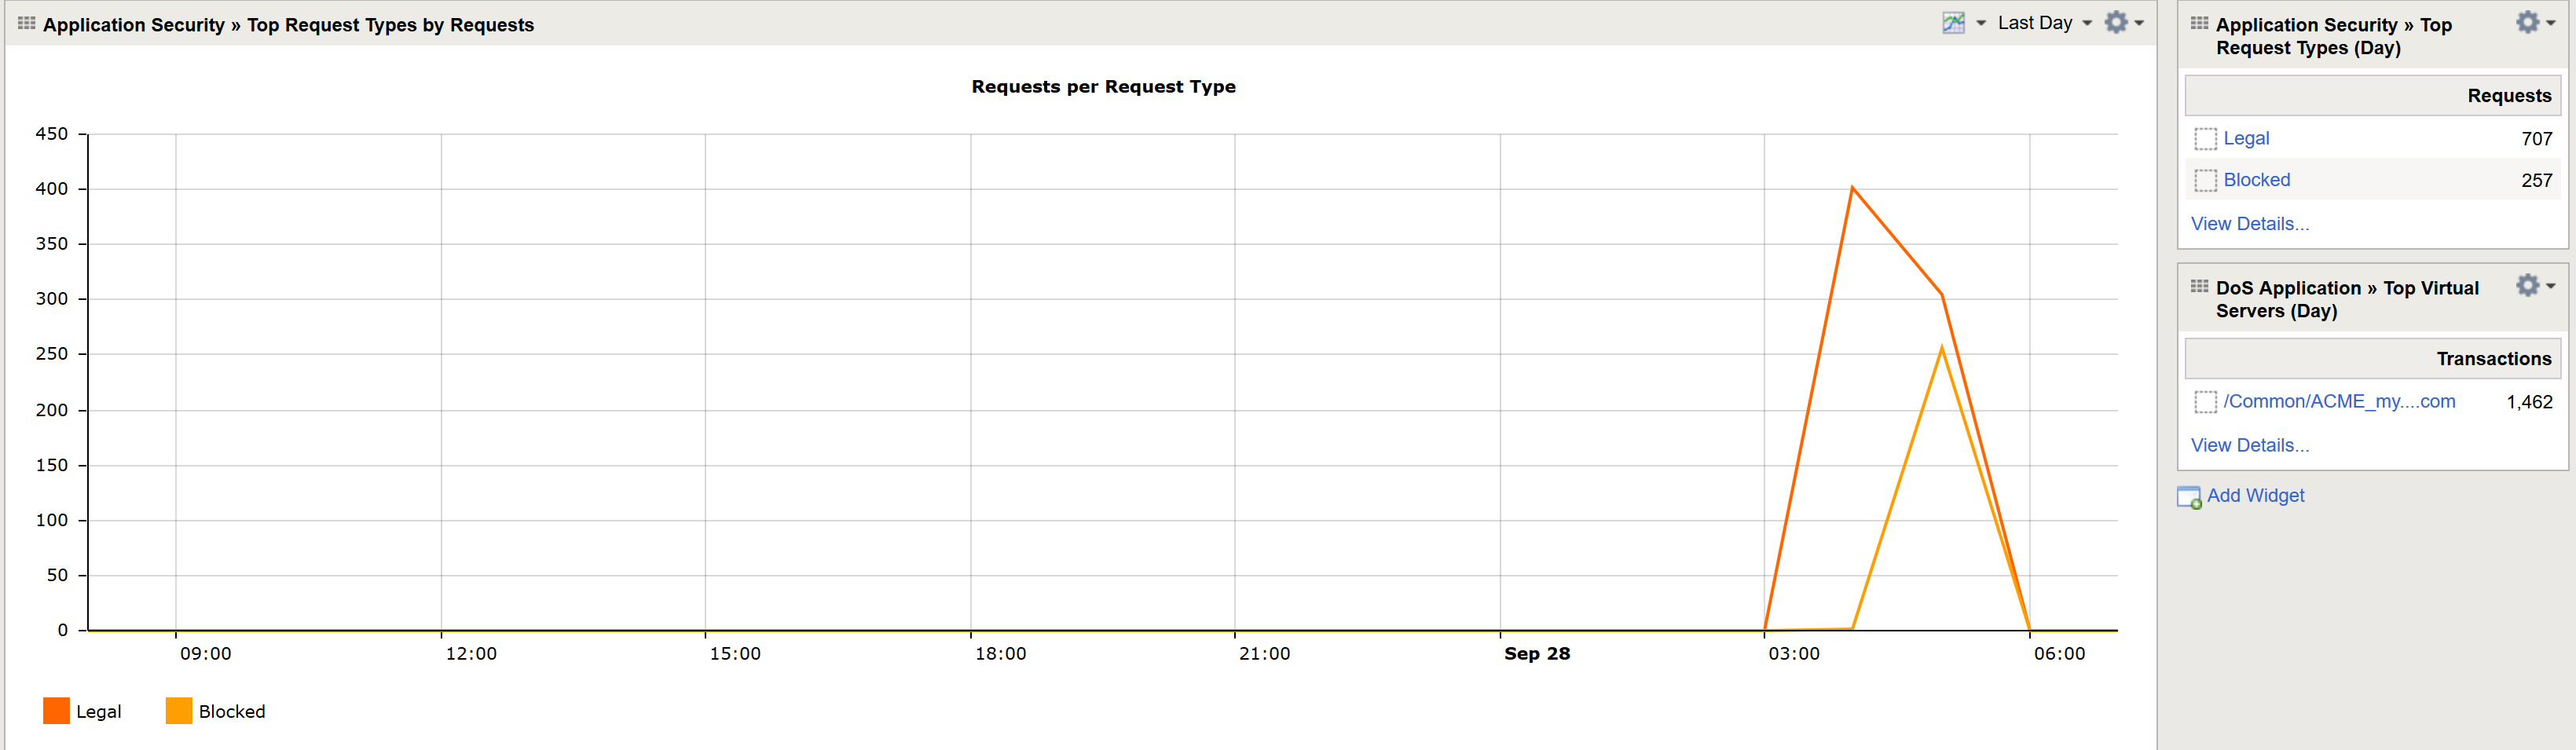 Application Security » Top Request Types by Requests
Last Day
Requests per Request Type
450
400
350
300
250
200
150
100
50
0
09:00 12:00 15:00 18:00 21:00 Sep 28 03:00 06:00
Legal Blocked
Application Security » Top
Request Types (Day)
Requests
Legal 707
Blocked 257
View Details...
DoS Application » Top Virtual
Servers (Day)
Transactions
/Common/ACME_my....com 1,462
View Details...
Add Widget